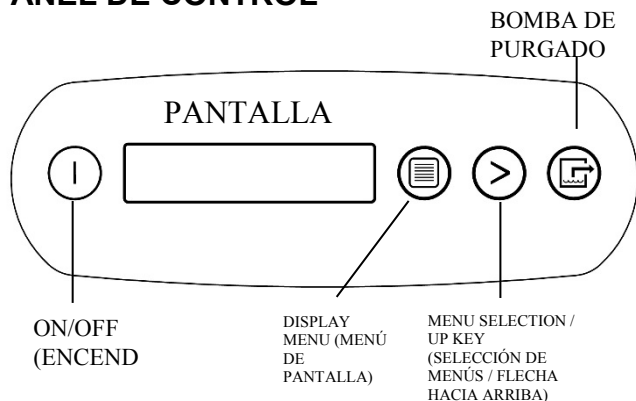 ANEL DE CONTROL
BOMBA DE
PURGADO
PANTALLA
ON/OFF
(ENCEND
DISPLAY
MENU (MENÚ
DE
PANTALLA)
MENU SELECTION /
UP KEY
(SELECCIÓN DE
MENÚS / FLECHA
HACIA ARRIBA)